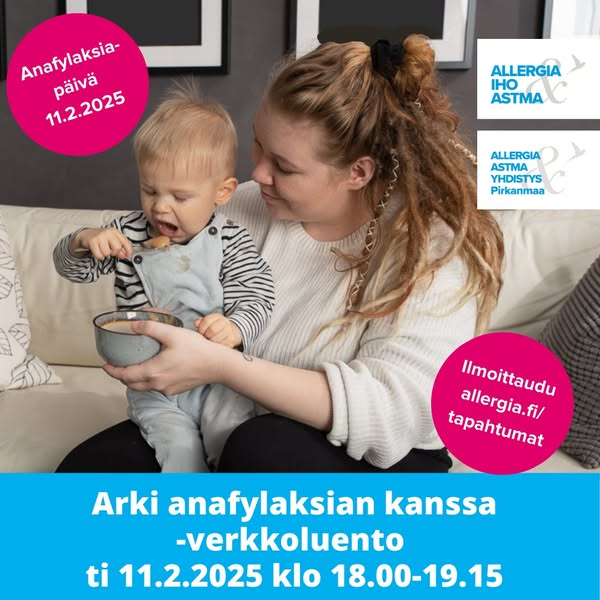 Anafylaksia-
päivä
11.2.2025
ALLERGIA
IHO
ASTMA
&
ALLERGIA
ASTMA
YHDISTYS
Pirkanmaa
&
Ilmoittaudu
allergia.fi/
tapahtumat
Arki anafylaksian kanssa
-verkkoluento
ti 11.2.2025 klo 18.00-19.15